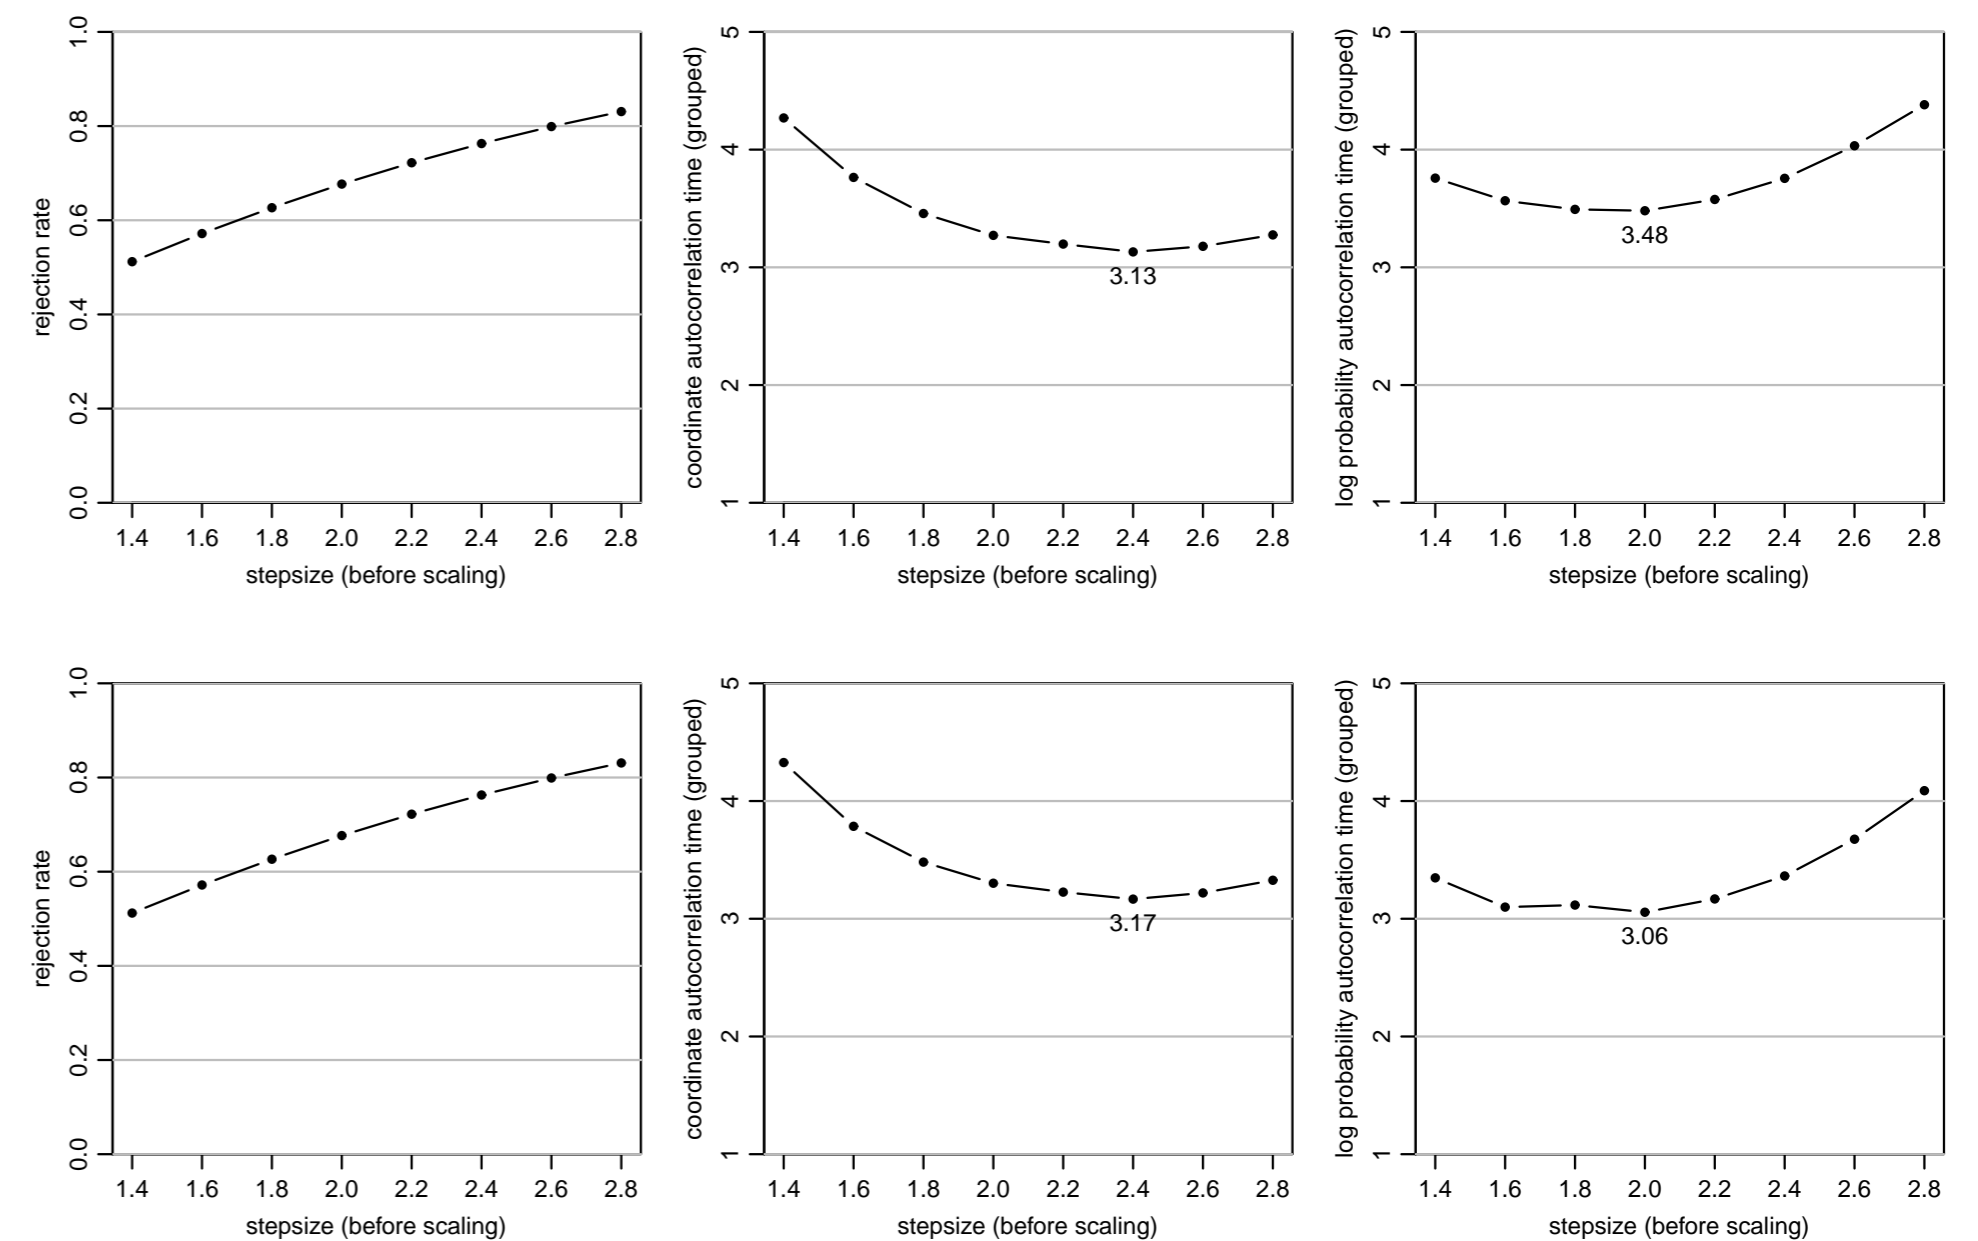 rejection rate
0.0 0.2 0.4 0.6 0.8 1.0
1.4 1.6 1.8 2.0 2.2 2.4 2.6 2.8
stepsize (before scaling)
coordinate autocorrelation time (grouped)
1 2 3 4 5
3.13
1.4 1.6 1.8 2.0 2.2 2.4 2.6 2.8
stepsize (before scaling)
log probability autocorrelation time (grouped)
1 2 3 4 5
3.48
1.4 1.6 1.8 2.0 2.2 2.4 2.6 2.8
stepsize (before scaling)
rejection rate
0.0 0.2 0.4 0.6 0.8 1.0
1.4 1.6 1.8 2.0 2.2 2.4 2.6 2.8
stepsize (before scaling)
coordinate autocorrelation time (grouped)
1 2 3 4 5
3.17
1.4 1.6 1.8 2.0 2.2 2.4 2.6 2.8
stepsize (before scaling)
log probability autocorrelation time (grouped)
1 2 3 4 5
3.06
1.4 1.6 1.8 2.0 2.2 2.4 2.6 2.8
stepsize (before scaling)